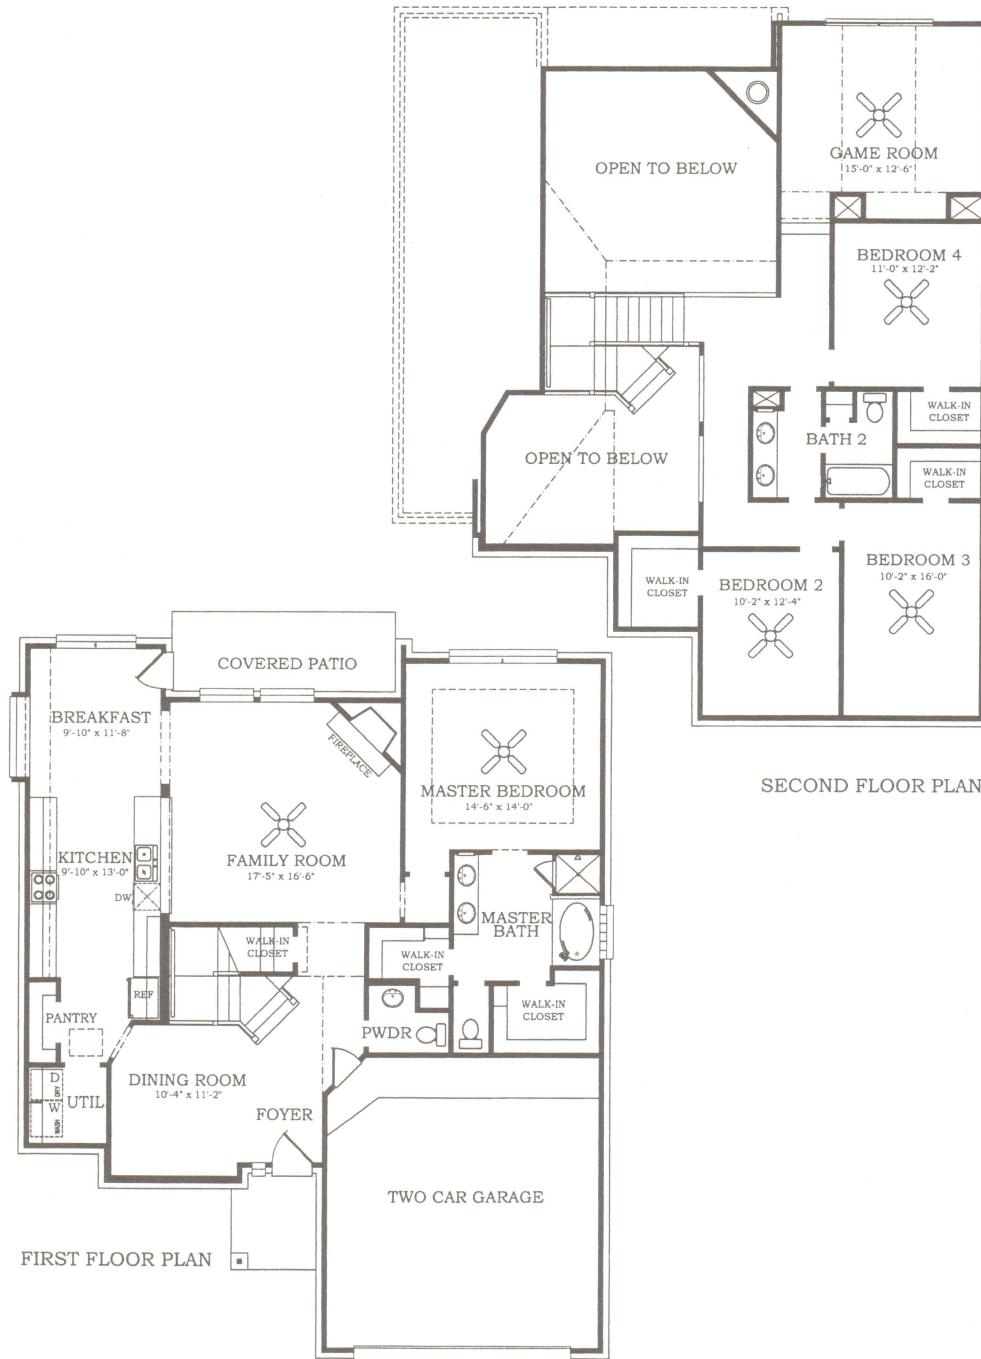 OPEN TO BELOW
GAME ROOM
15'-0" x 12'-6"
BEDROOM 4
11'-0" x 12'-2"
WALK-IN
CLOSET
BATH 2
WALK-IN
CLOSET
OPEN TO BELOW
WALK-IN
CLOSET
BEDROOM 2
10'-2" x 12'-4"
BEDROOM 3
10'-2" x 16'-0"
SECOND FLOOR PLAN
COVERED PATIO
BREAKFAST
9'-10" x 11'-8"
FIREPLACE
MASTER BEDROOM
14'-6" x 14'-0"
KITCHEN
9'-10" x 13'-0"
FAMILY ROOM
17'-5" x 16'-6"
DW
MASTER
BATH
WALK-IN
CLOSET
WALK-IN
CLOSET
REF
WALK-IN
CLOSET
PANTRY
PWDR
D
DRY
W
WASH
UTIL
DINING ROOM
10'-4" x 11'-2"
FOYER
TWO CAR GARAGE
FIRST FLOOR PLAN